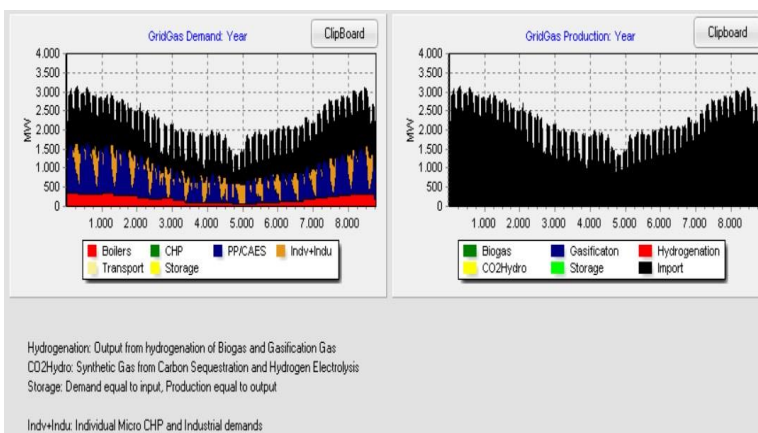 GridGas Demand: Year
ClipBoard
4.000
3.500
3.000
2.500
2.000
1.500
1.000
500
0
MW
1.000 2.000 3.000 4.000 5.000 6.000 7.000 8.000
Boilers CHP PP/CAES Indv+Indu
Transport Storage
GridGas Production: Year
Clipboard
4.000
3.500
3.000
2.500
2.000
1.500
1.000
500
0
MW
1.000 2.000 3.000 4.000 5.000 6.000 7.000 8.000
Biogas Gasificaton Hydrogenation
CO2Hydro Storage Import
Hydrogenation: Output from hydrogenation of Biogas and Gasification Gas
CO2Hydro: Synthetic Gas from Carbon Sequestration and Hydrogen Electrolysis
Storage: Demand equal to input, Production equal to output
Indv+Indu: Individual Micro CHP and Industrial demands